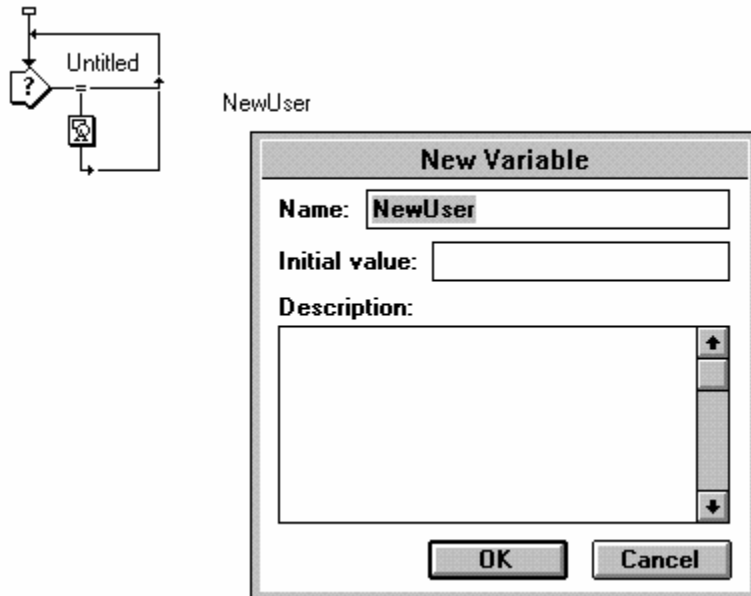 Untitled
?
=
NewUser
New Variable
Name: NewUser
Initial value:
Description:
OK Cancel